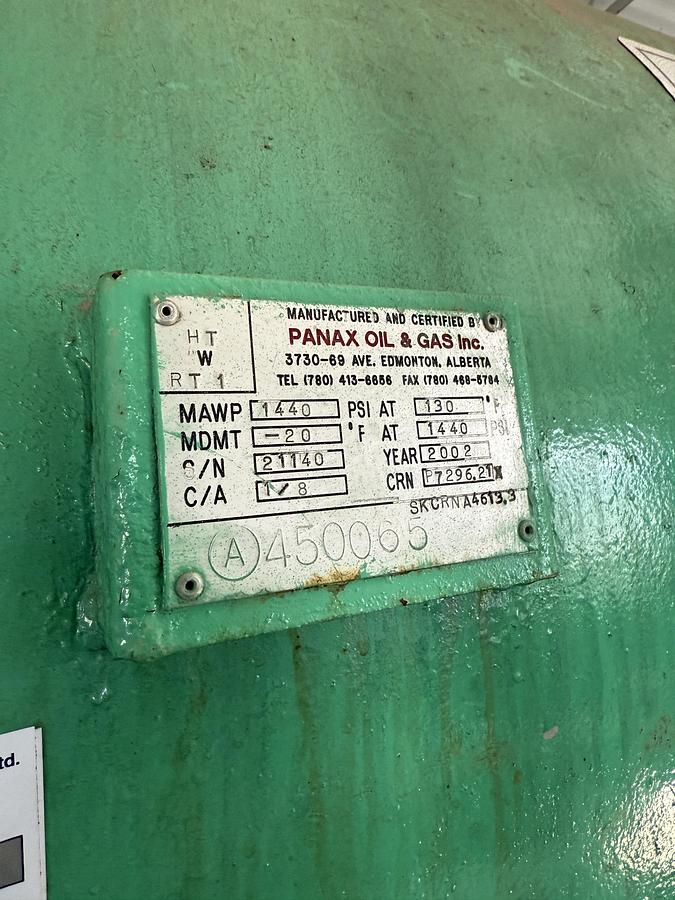 MANUFACTURED AND CERTIFIED B
PANAX OIL & GAS Inc.
3730-69 AVE. EDMONTON, ALBERTA
TEL (780) 413-6656 FAX (780) 468-5784
HT
"W
RT 1
MAWP 1440 PSI AT 130 °F
MDMT -20 °F AT 1440 PSI
S/N 21140 YEAR 2002
C/A 1/8 CRN P7296.21
SKCRNA4613.3
A 450065
td.